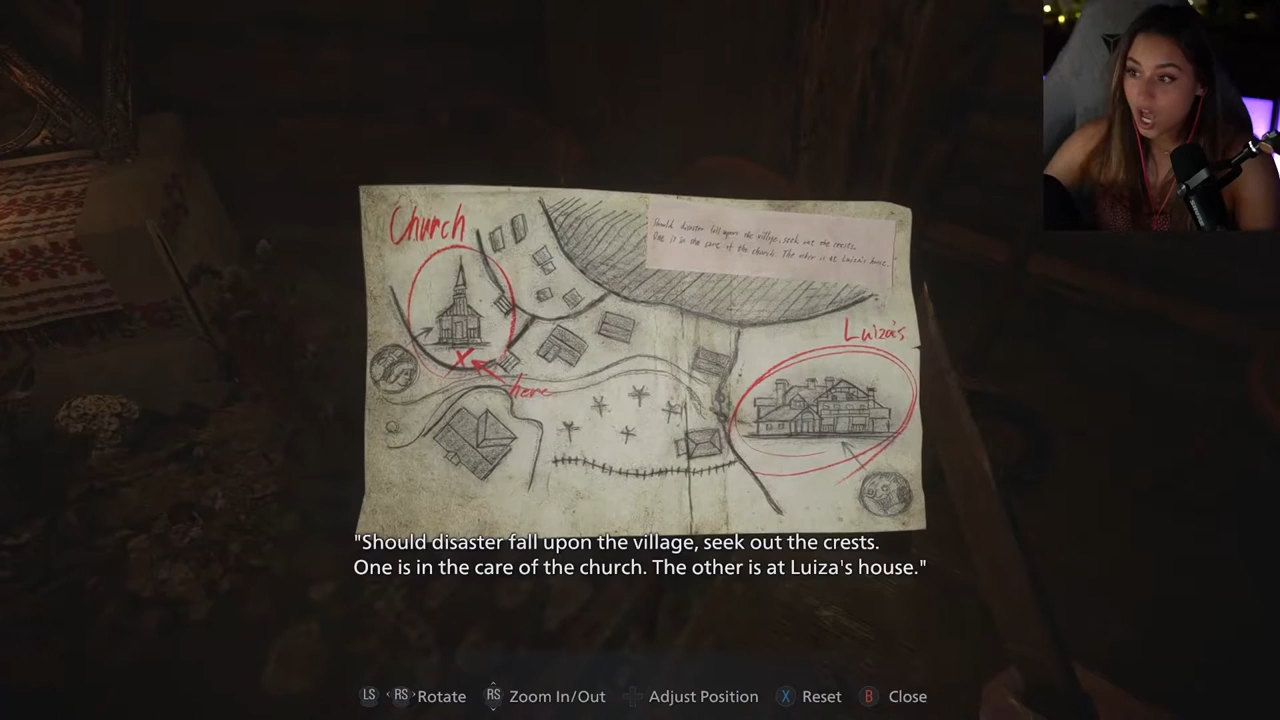 Church
Should disaster fall upon the village, seek out the crests.
One is in the care of the church. The other is at Luiza's house.
Luiza's
here
"Should disaster fall upon the village, seek out the crests.
One is in the care of the church. The other is at Luiza's house."
LS RS Rotate RS Zoom In/Out Adjust Position X Reset B Close